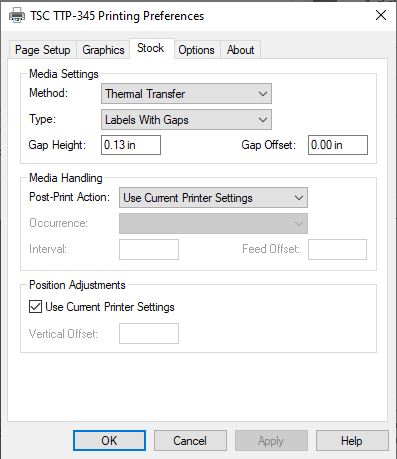 TSC TTP-345 Printing Preferences
Page Setup Graphics Stock Options About
Media Settings
Method: Thermal Transfer
Type: Labels With Gaps
Gap Height: 0.13 in Gap Offset: 0.00 in
Media Handling
Post-Print Action: Use Current Printer Settings
Occurrence:
Interval: Feed Offset:
Position Adjustments
Use Current Printer Settings
Vertical Offset:
OK Cancel Apply Help